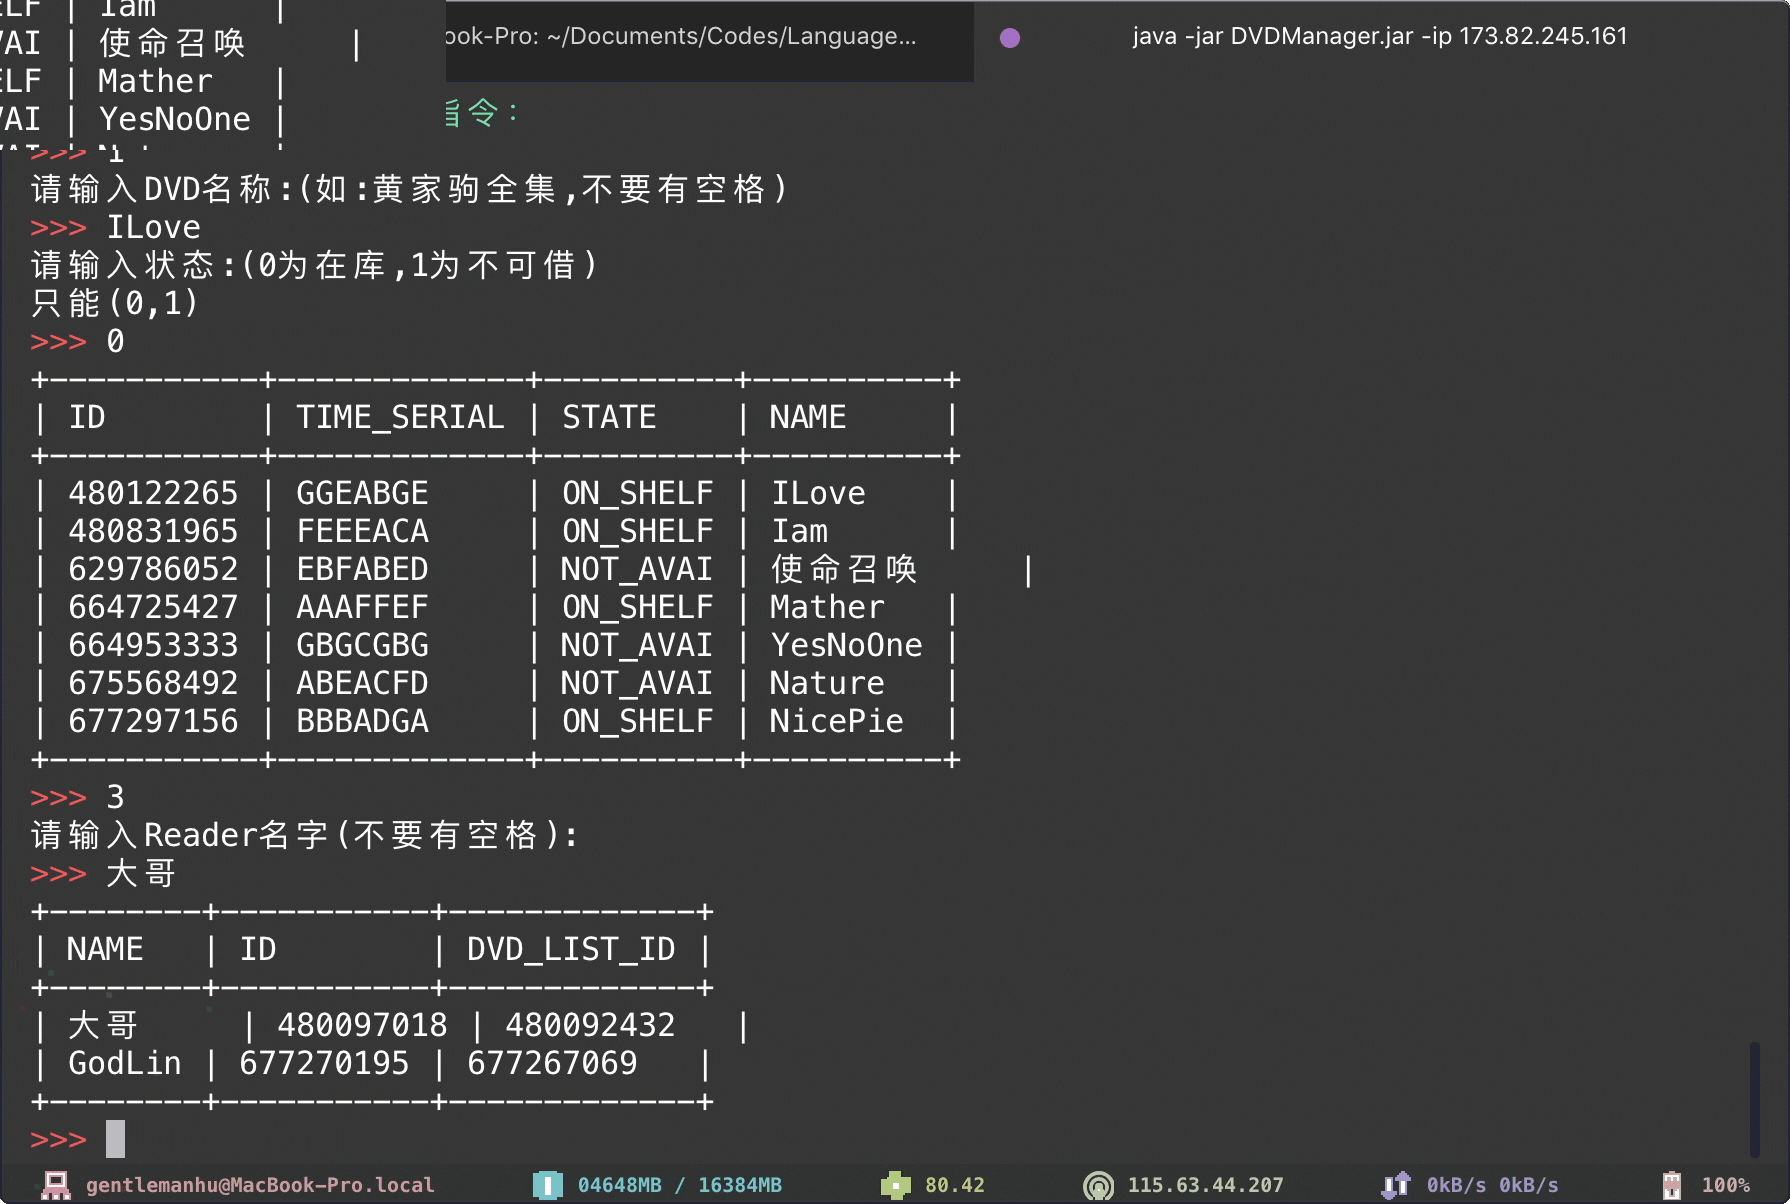 ELF | Iam |
VAI | 使命召唤 |
ELF | Mather |
VAI | YesNoOne |
ook-Pro: ~/Documents/Codes/Language...
java -jar DVDManager.jar -ip 173.82.245.161
指令:
>>> 1
请输入DVD名称:(如:黄家驹全集,不要有空格)
>>> ILove
请输入状态:(0为在库,1为不可借)
只能(0,1)
>>> 0
+-----------+-------------+----------+----------+
| ID | TIME_SERIAL | STATE | NAME |
+-----------+-------------+----------+----------+
| 480122265 | GGEABGE | ON_SHELF | ILove |
| 480831965 | FEEEACA | ON_SHELF | Iam |
| 629786052 | EBFABED | NOT_AVAI | 使命召唤 |
| 664725427 | AAAFFEF | ON_SHELF | Mather |
| 664953333 | GBGCGBG | NOT_AVAI | YesNoOne |
| 675568492 | ABEACFD | NOT_AVAI | Nature |
| 677297156 | BBBADGA | ON_SHELF | NicePie |
+-----------+-------------+----------+----------+
>>> 3
请输入Reader名字(不要有空格):
>>> 大哥
+--------+-----------+-------------+
| NAME | ID | DVD_LIST_ID |
+--------+-----------+-------------+
| 大哥 | 480097018 | 480092432 |
| GodLin | 677270195 | 677267069 |
+--------+-----------+-------------+
>>>
gentlemanhu@MacBook-Pro.local 04648MB / 16384MB 80.42 115.63.44.207 0kB/s 0kB/s 100%